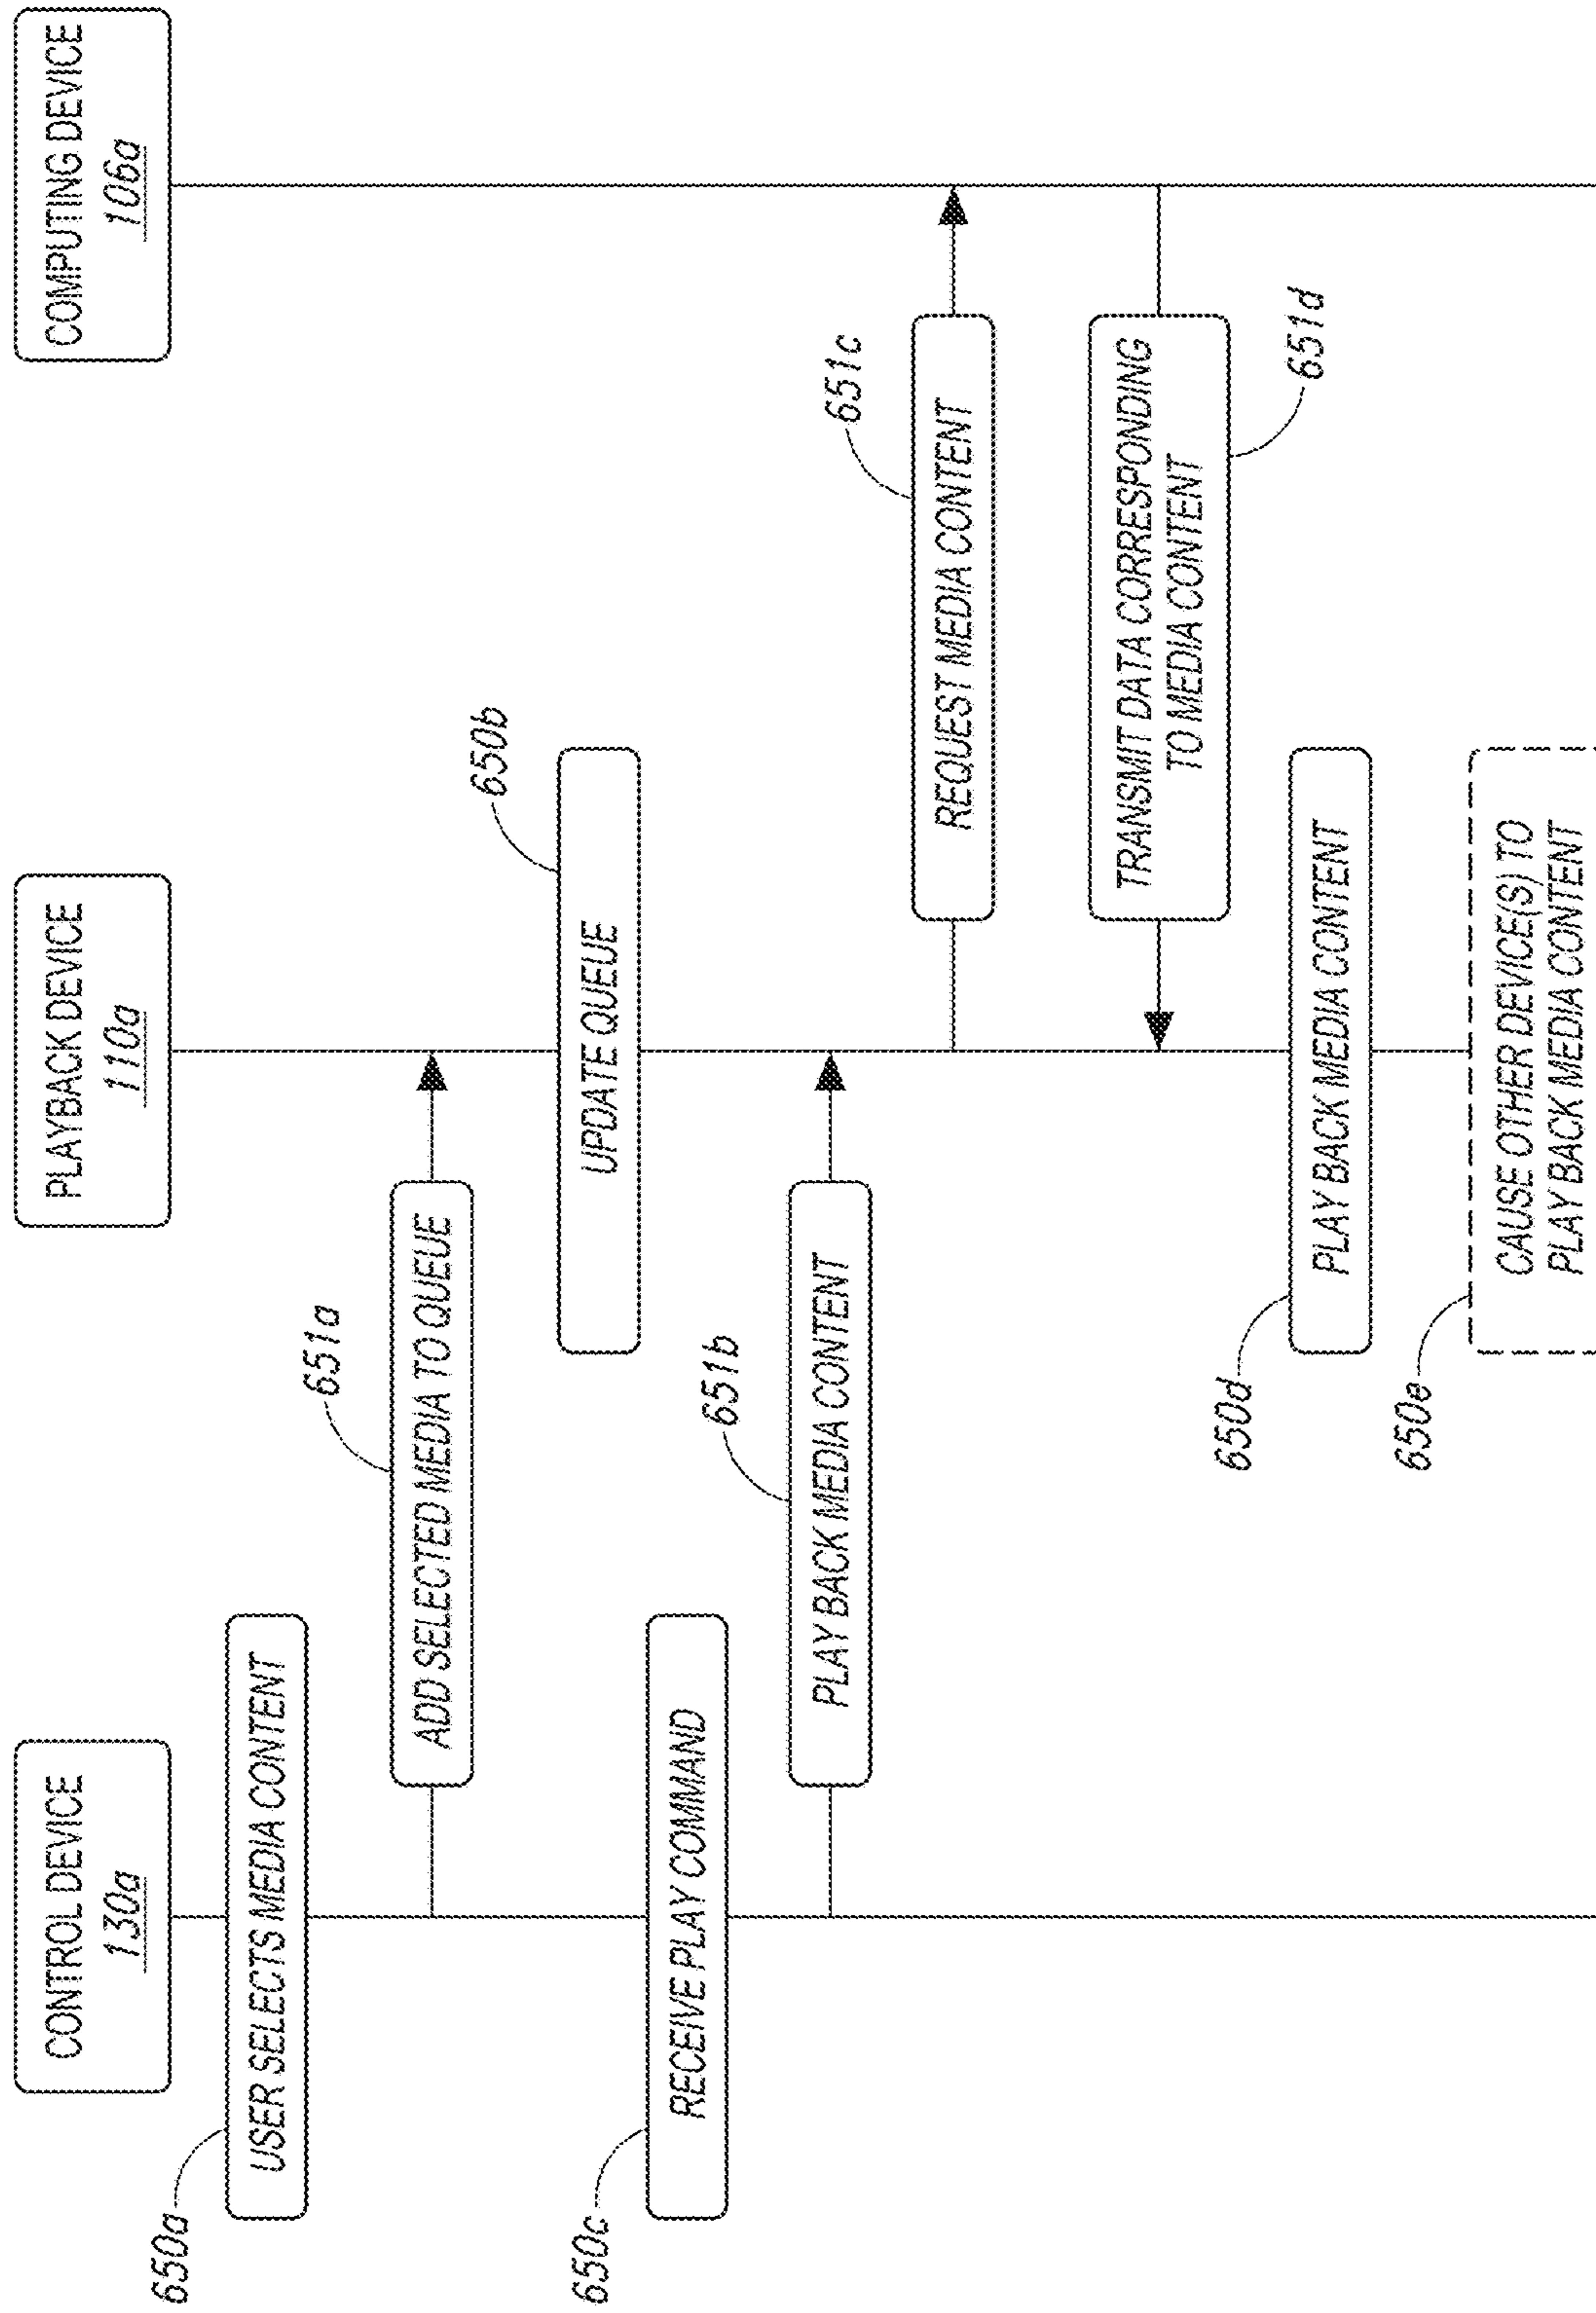 CONTROL DEVICE
130a
PLAYBACK DEVICE
110a
COMPUTING DEVICE
106a
650a
USER SELECTS MEDIA CONTENT
651a
ADD SELECTED MEDIA TO QUEUE
650b
UPDATE QUEUE
650c
RECEIVE PLAY COMMAND
651b
PLAY BACK MEDIA CONTENT
651c
REQUEST MEDIA CONTENT
TRANSMIT DATA CORRESPONDING
TO MEDIA CONTENT
651d
650d
PLAY BACK MEDIA CONTENT
650e
CAUSE OTHER DEVICE(S) TO
PLAY BACK MEDIA CONTENT